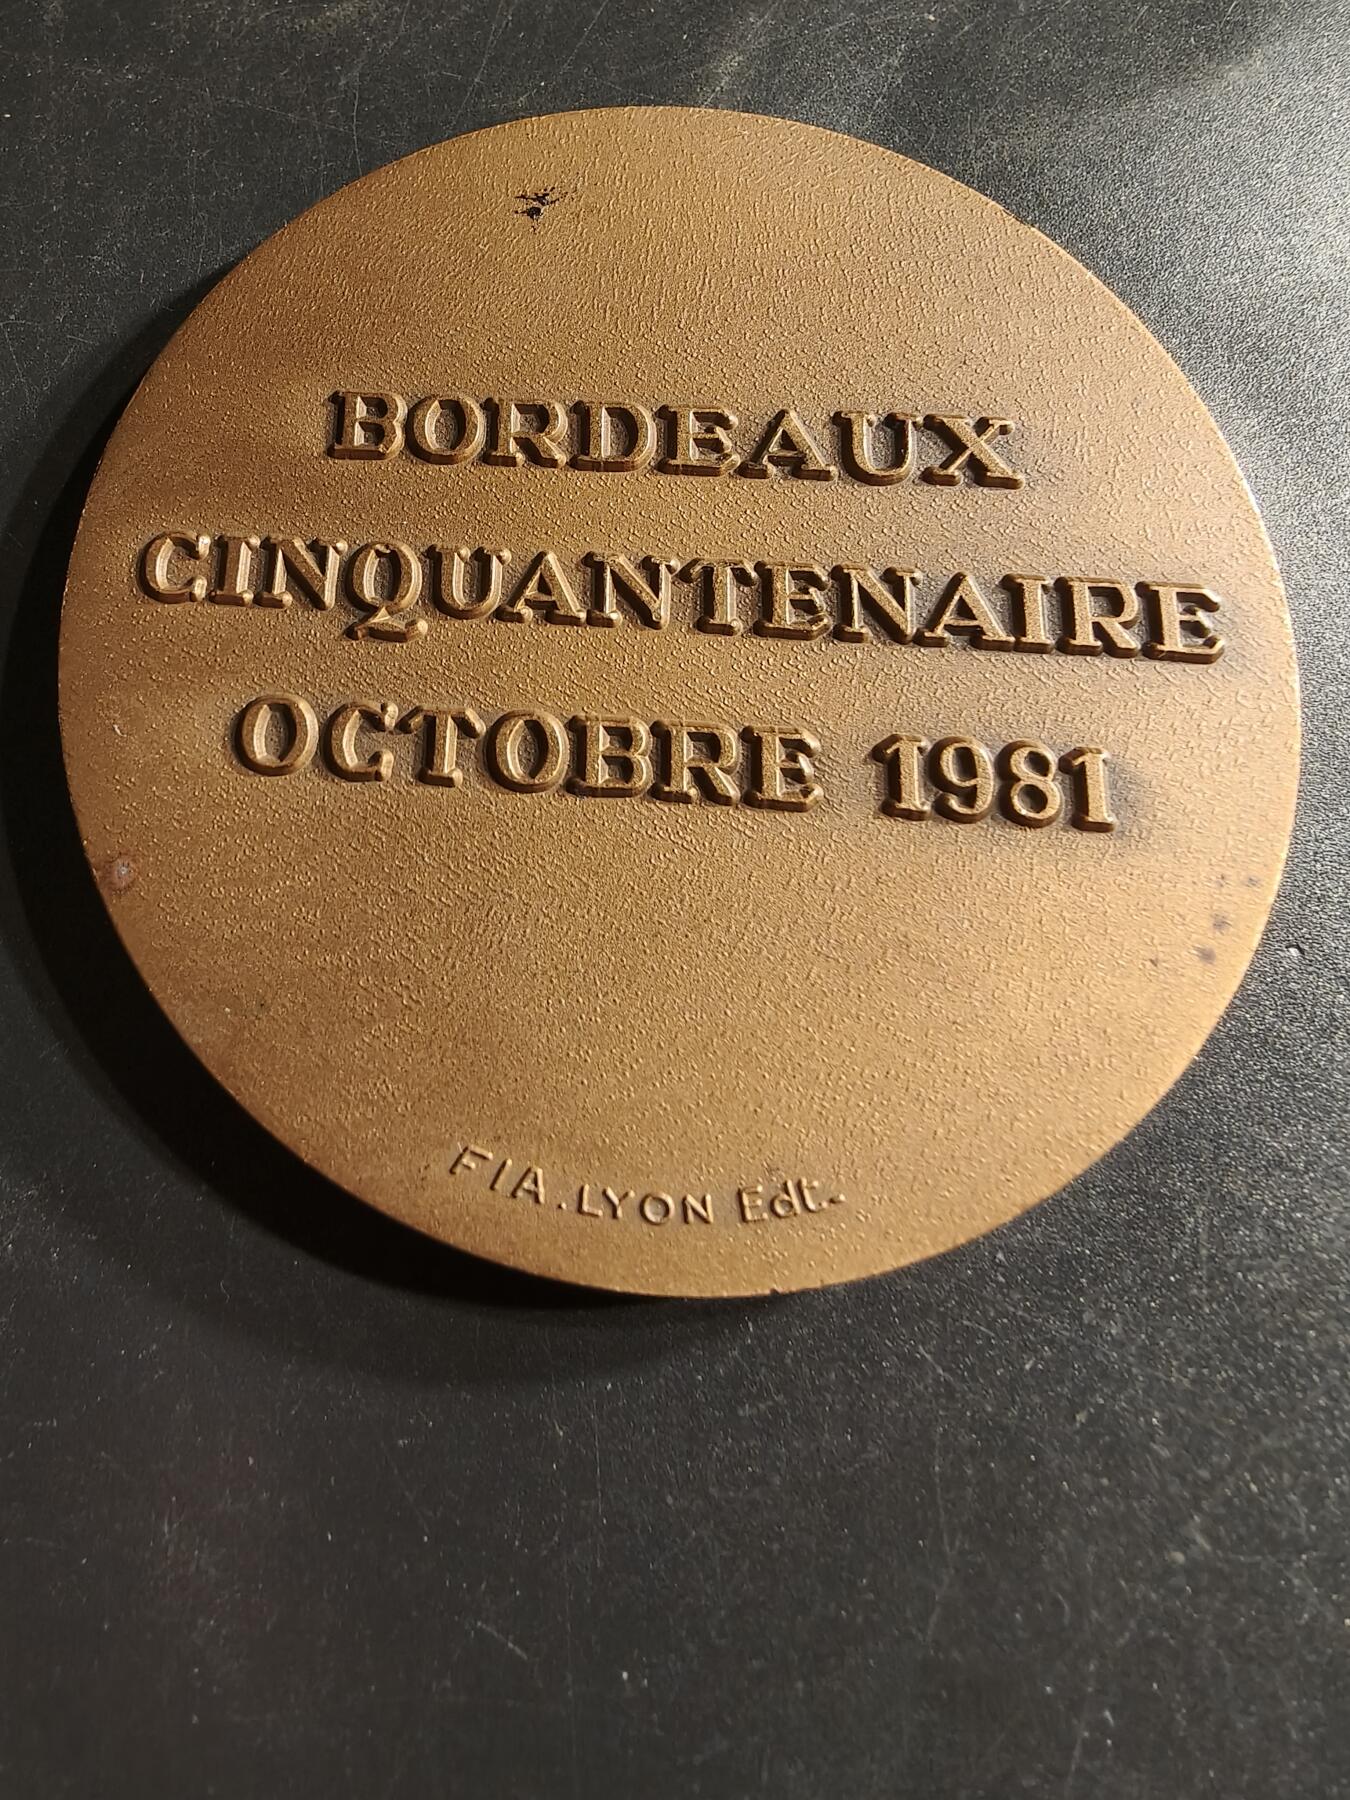 BORDEAUX
CINQUANTENAIRE
OCTOBRE 1981
FIA.LYON Edt.